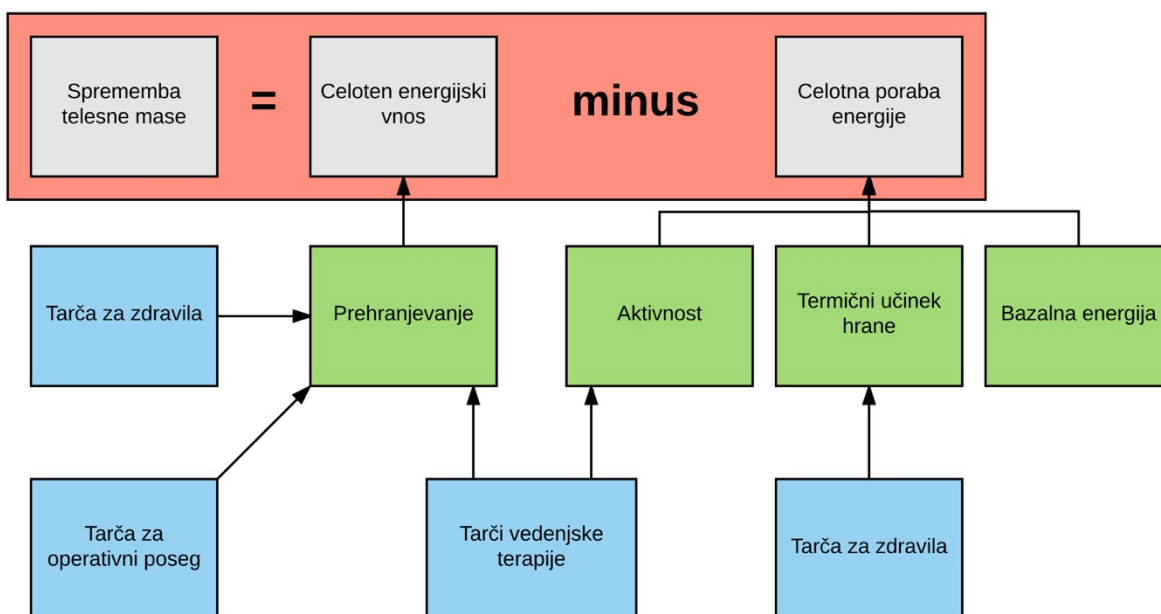 Sprememba
telesne mase
=
Celoten energijski
vnos
minus
Celotna poraba
energije
Tarča za zdravila
Prehranjevanje
Aktivnost
Termični učinek
hrane
Bazalna energija
Tarča za
operativni poseg
Tarči vedenjske
terapije
Tarča za zdravila